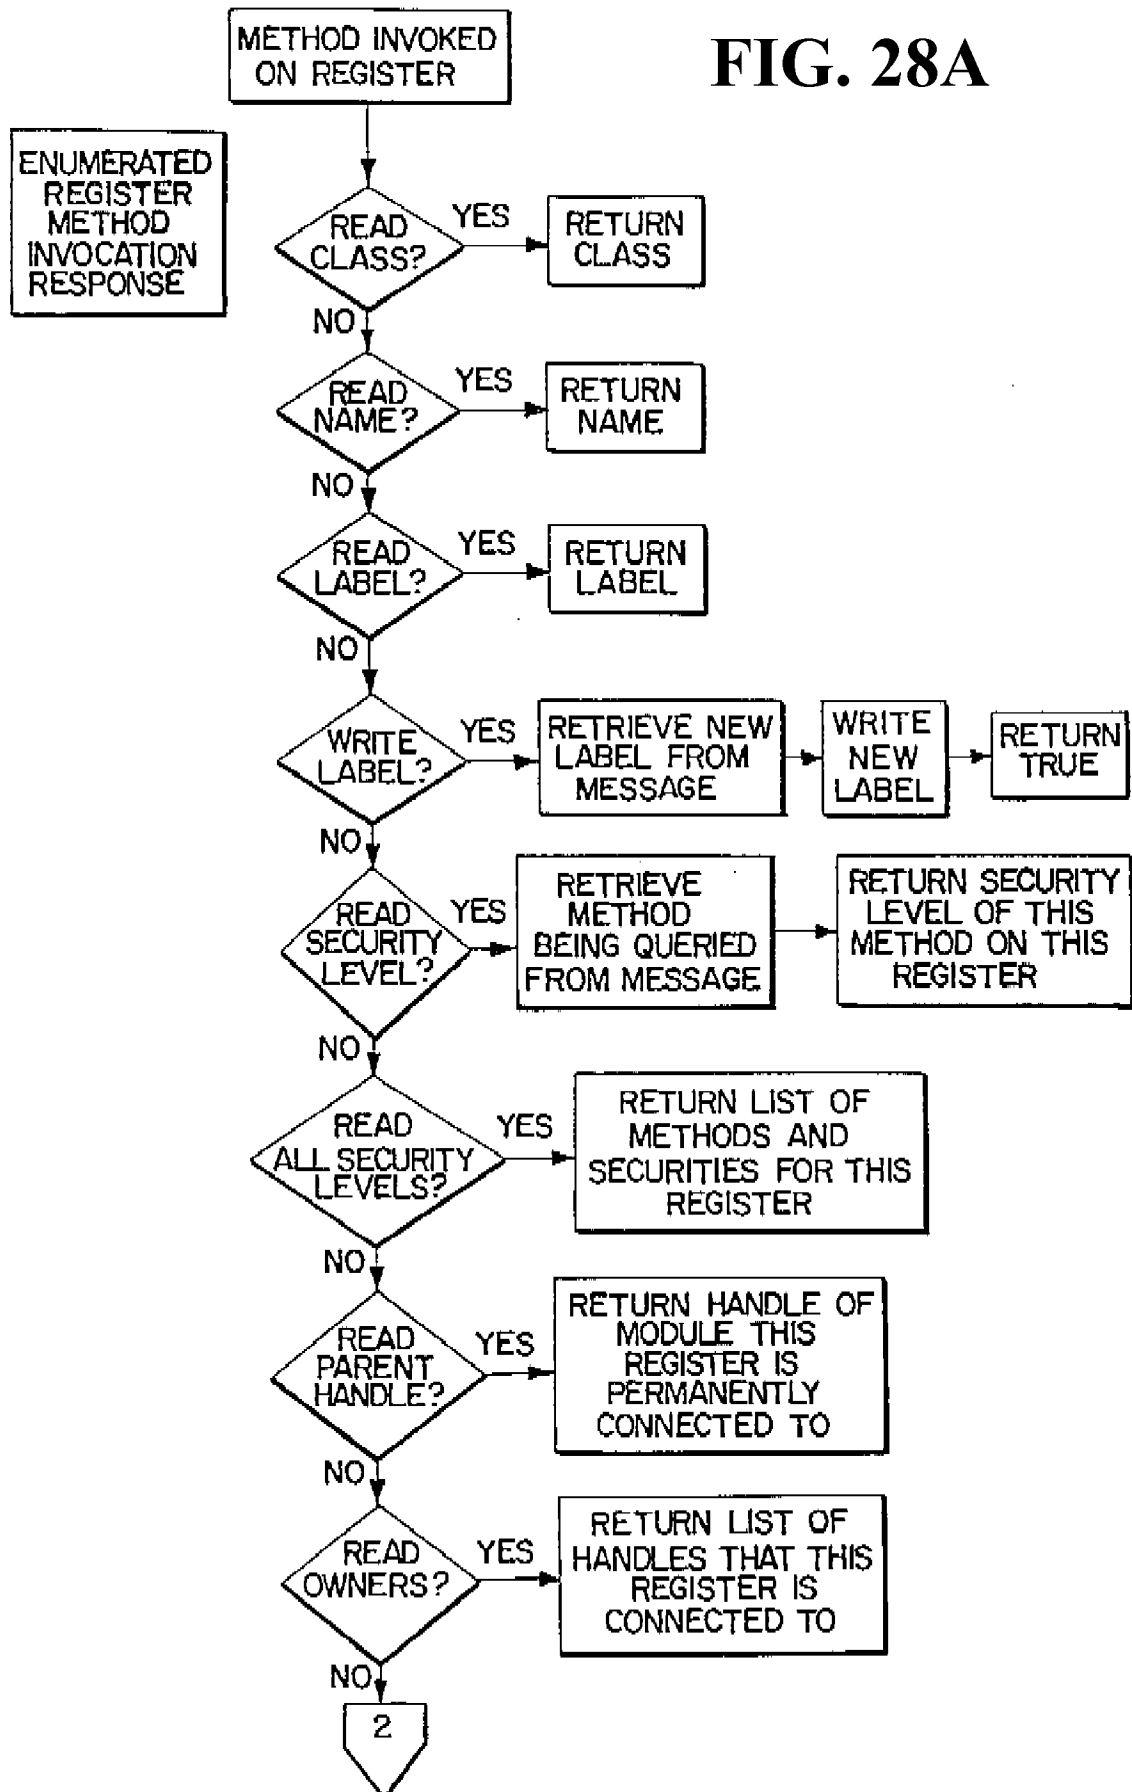 FIG. 28A
METHOD INVOKED
ON REGISTER
ENUMERATED
REGISTER
METHOD
INVOCATION
RESPONSE
READ
CLASS?
YES
RETURN
CLASS
NO
READ
NAME?
YES
RETURN
NAME
NO
READ
LABEL?
YES
RETURN
LABEL
NO
WRITE
LABEL?
YES
RETRIEVE NEW
LABEL FROM
MESSAGE
WRITE
NEW
LABEL
RETURN
TRUE
NO
READ
SECURITY
LEVEL?
YES
RETRIEVE
METHOD
BEING QUERIED
FROM MESSAGE
RETURN SECURITY
LEVEL OF THIS
METHOD ON THIS
REGISTER
NO
READ
ALL SECURITY
LEVELS?
YES
RETURN LIST OF
METHODS AND
SECURITIES FOR THIS
REGISTER
NO
READ
PARENT
HANDLE?
YES
RETURN HANDLE OF
MODULE THIS
REGISTER IS
PERMANENTLY
CONNECTED TO
NO
READ
OWNERS?
YES
RETURN LIST OF
HANDLES THAT THIS
REGISTER IS
CONNECTED TO
NO
2